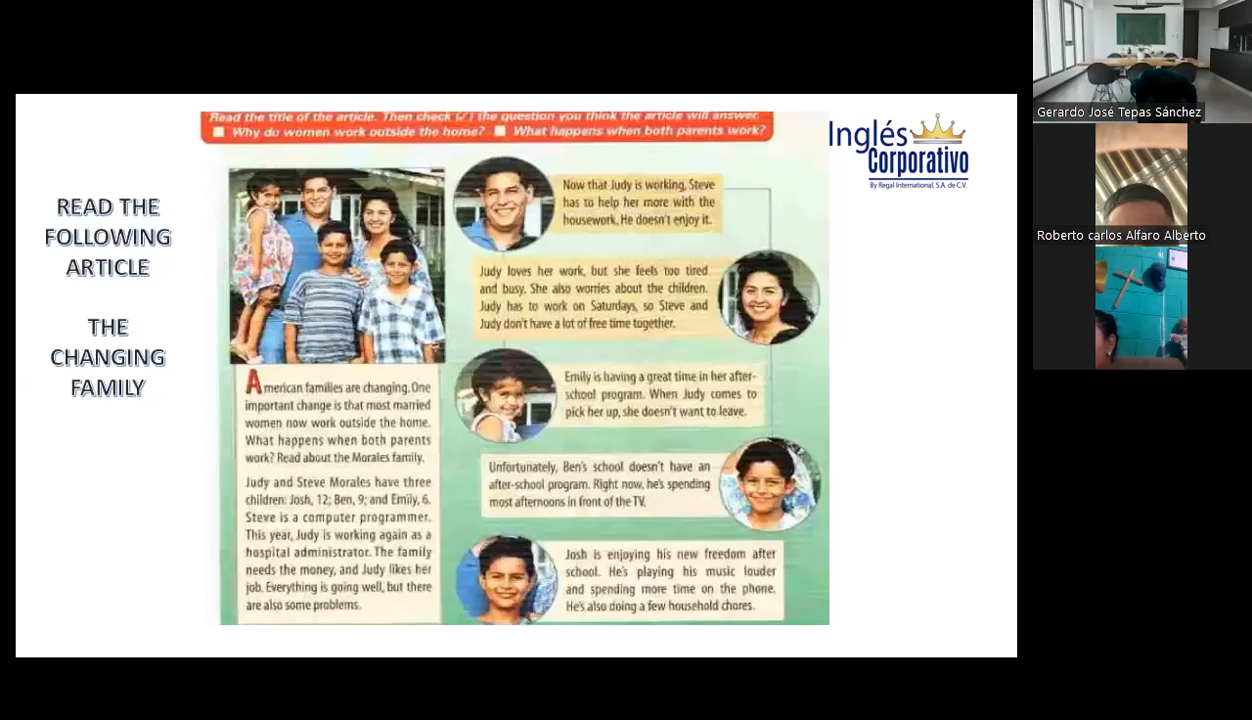 READ THE
FOLLOWING
ARTICLE
THE
CHANGING
FAMILY
Read the title of the article. Then check (✓) the question you think the article will answer.
Why do women work outside the home? What happens when both parents work?
Inglés
Corporativo
By Regal International, S.A. de C.V.
American families are changing. One
important change is that most married
women now work outside the home.
What happens when both parents
work? Read about the Morales family.
Judy and Steve Morales have three
children: Josh, 12; Ben, 9; and Emily, 6.
Steve is a computer programmer.
This year, Judy is working again as a
hospital administrator. The family
needs the money, and Judy likes her
job. Everything is going well, but there
are also some problems.
Now that Judy is working, Steve
has to help her more with the
housework. He doesn't enjoy it.
Judy loves her work, but she feels too tired
and busy. She also worries about the children.
Judy has to work on Saturdays, so Steve and
Judy don't have a lot of free time together.
Emily is having a great time in her after-
school program. When Judy comes to
pick her up, she doesn't want to leave.
Unfortunately, Ben's school doesn't have an
after-school program. Right now, he's spending
most afternoons in front of the TV.
Josh is enjoying his new freedom after
school. He's playing his music louder
and spending more time on the phone.
He's also doing a few household chores.
Gerardo José Tepas Sánchez
Roberto carlos Alfaro Alberto